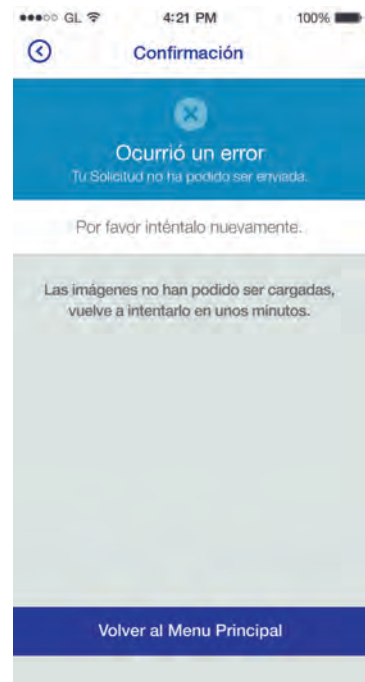 GL 4:21 PM 100%
Confirmación
Ocurrió un error
Tu Solicitud no ha podido ser enviada.
Por favor inténtalo nuevamente.
Las imágenes no han podido ser cargadas,
vuelve a intentarlo en unos minutos.
Volver al Menu Principal